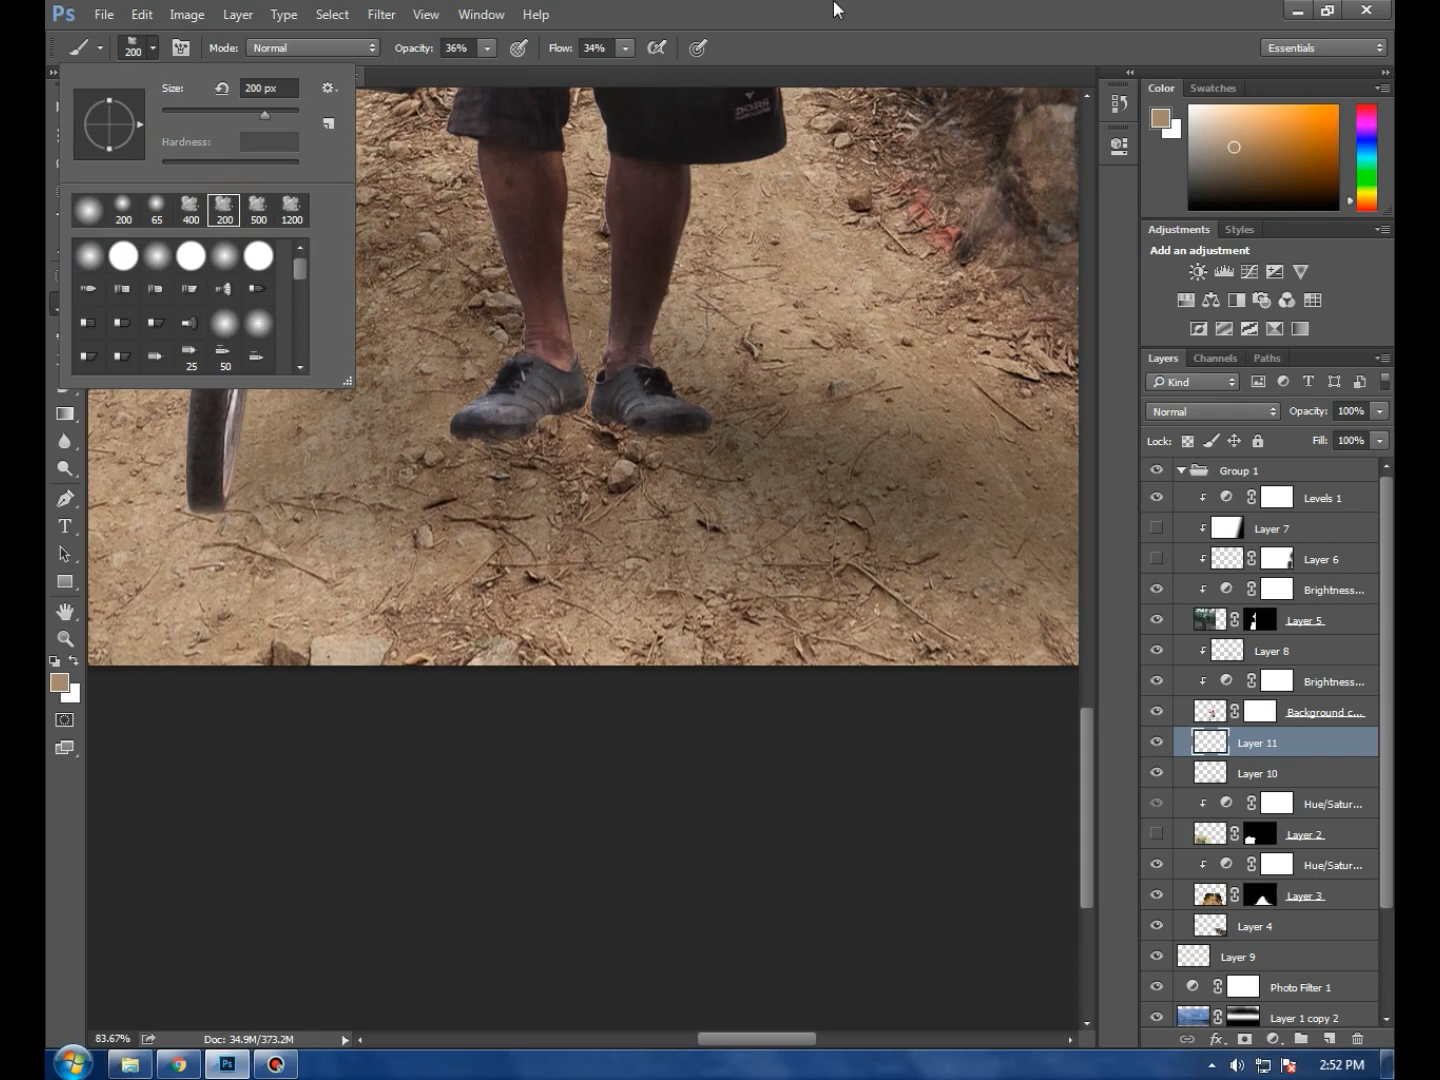 Ps File Edit Image Layer Type Select Filter View Window Help
200 Mode: Normal Opacity: 36% Flow: 34% Essentials
Size: 200 px
Hardness:
200 65 400 200 500 1200
25 50
DORS
Color Swatches
Adjustments Styles
Add an adjustment
Layers Channels Paths
Kind
Normal Opacity: 100%
Lock: Fill: 100%
Group 1
Levels 1
Layer 7
Layer 6
Brightness...
Layer 5
Layer 8
Brightness...
Background c...
Layer 11
Layer 10
Hue/Satur...
Layer 2
Hue/Satur...
Layer 3
Layer 4
Layer 9
Photo Filter 1
Layer 1 copy 2
83.67% Doc: 34.9M/373.2M
fx
Ps 2:52 PM